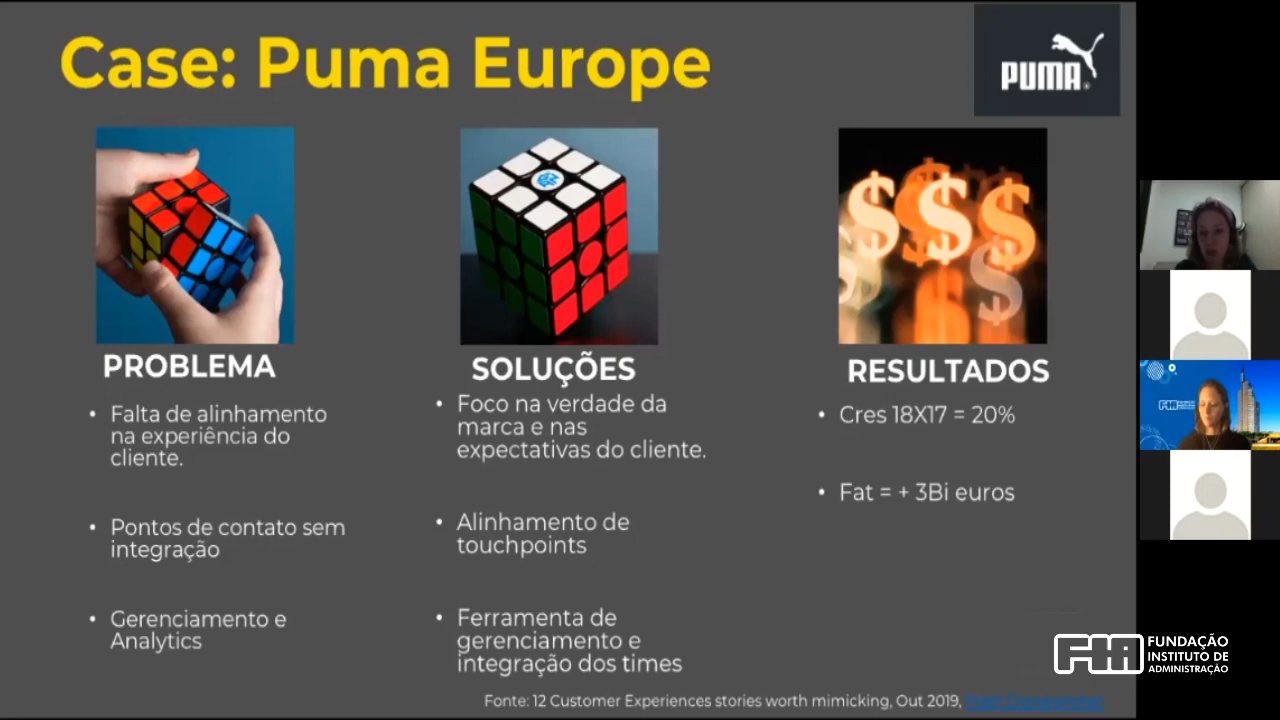 Case: Puma Europe
PUMA
PROBLEMA
• Falta de alinhamento
na experiência do
cliente.
• Pontos de contato sem
integração
• Gerenciamento e
Analytics
SOLUÇÕES
• Foco na verdade da
marca e nas
expectativas do cliente.
• Alinhamento de
touchpoints
• Ferramenta de
gerenciamento e
integração dos times
RESULTADOS
• Cres 18X17 = 20%
• Fat = + 3Bi euros
Fonte: 12 Customer Experiences stories worth mimicking, Out 2019,
FIA
FIA FUNDAÇÃO
INSTITUTO DE
ADMINISTRAÇÃO